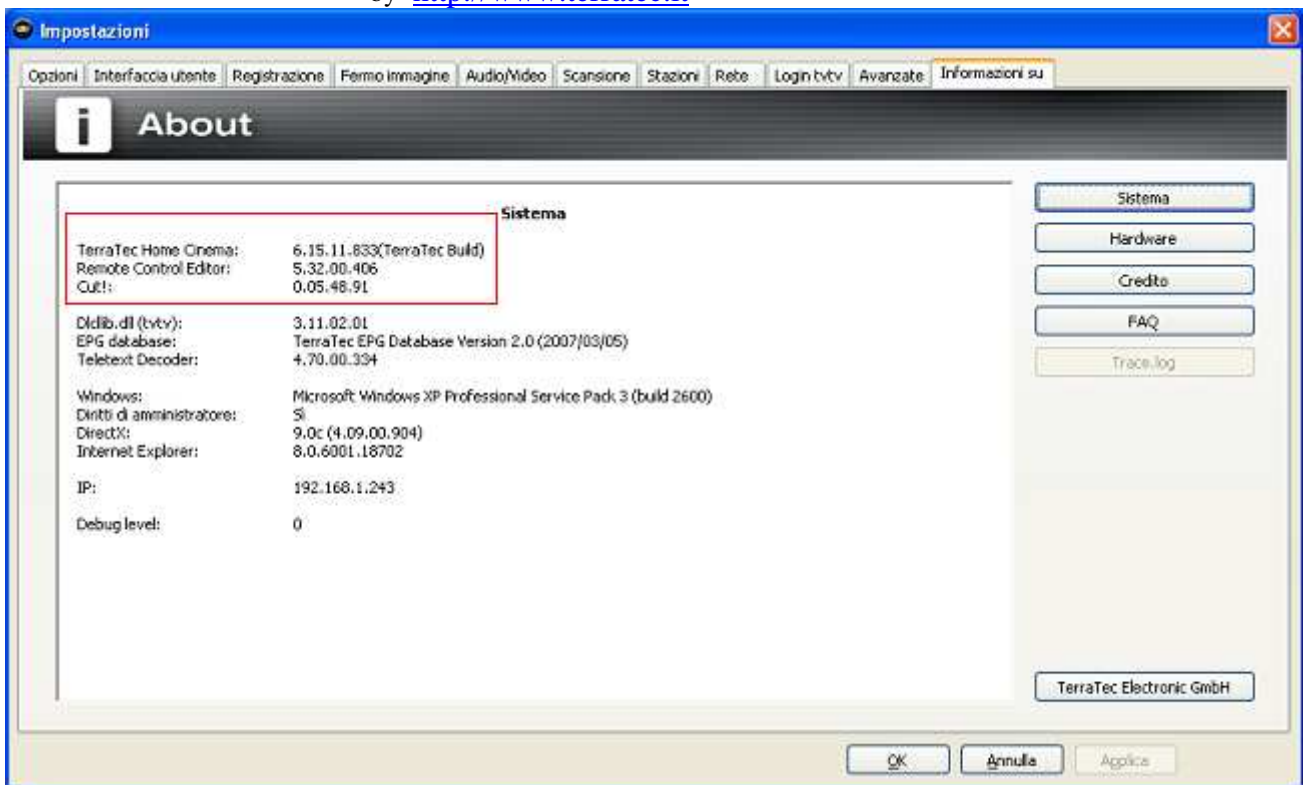 by http://www.terratec.it
Impostazioni
Opzioni Interfaccia utente Registrazione Fermo immagine Audio/Video Scansione Stazioni Rete Login tvtv Avanzate Informazioni su
i About
Sistema
TerraTec Home Cinema: 6.15.11.833(TerraTec Build)
Remote Control Editor: 5.32.00.406
Cut!: 0.05.48.91
Dlclib.dll (tvtv): 3.11.02.01
EPG database: TerraTec EPG Database Version 2.0 (2007/03/05)
Teletext Decoder: 4.70.00.334
Windows: Microsoft Windows XP Professional Service Pack 3 (build 2600)
Diritti di amministratore: Sì
DirectX: 9.0c (4.09.00.904)
Internet Explorer: 8.0.6001.18702
IP: 192.168.1.243
Debug level: 0
Sistema
Hardware
Credito
FAQ
Trace.log
TerraTec Electronic GmbH
OK Annulla Applica